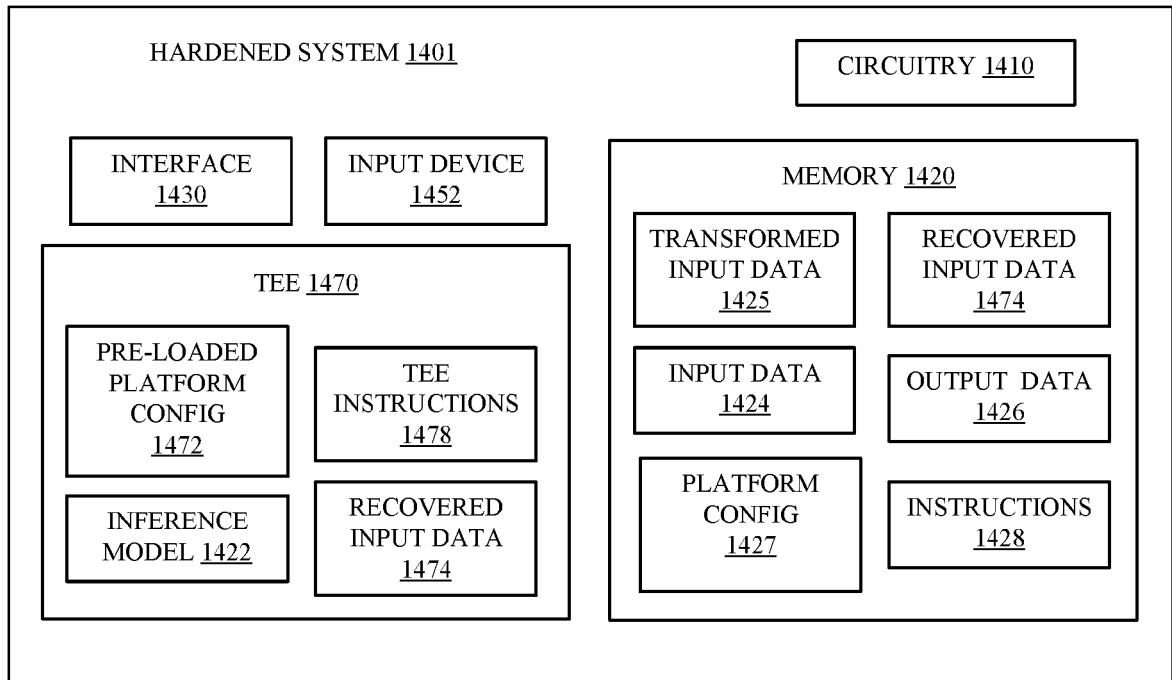 HARDENED SYSTEM 1401
CIRCUITRY 1410
INTERFACE
1430
INPUT DEVICE
1452
TEE 1470
PRE-LOADED
PLATFORM
CONFIG
1472
TEE
INSTRUCTIONS
1478
INFERENCE
MODEL 1422
RECOVERED
INPUT DATA
1474
MEMORY 1420
TRANSFORMED
INPUT DATA
1425
RECOVERED
INPUT DATA
1474
INPUT DATA
1424
OUTPUT DATA
1426
PLATFORM
CONFIG
1427
INSTRUCTIONS
1428